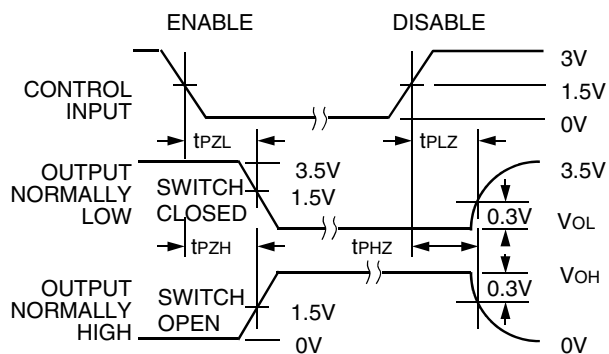 ENABLE DISABLE
3V
CONTROL INPUT
1.5V
0V
tPZL tPLZ
OUTPUT NORMALLY LOW
SWITCH CLOSED
3.5V
1.5V
3.5V
0.3V
VOL
tPZH tPHZ
OUTPUT NORMALLY HIGH
SWITCH OPEN
1.5V
0V
VOH
0.3V
0V